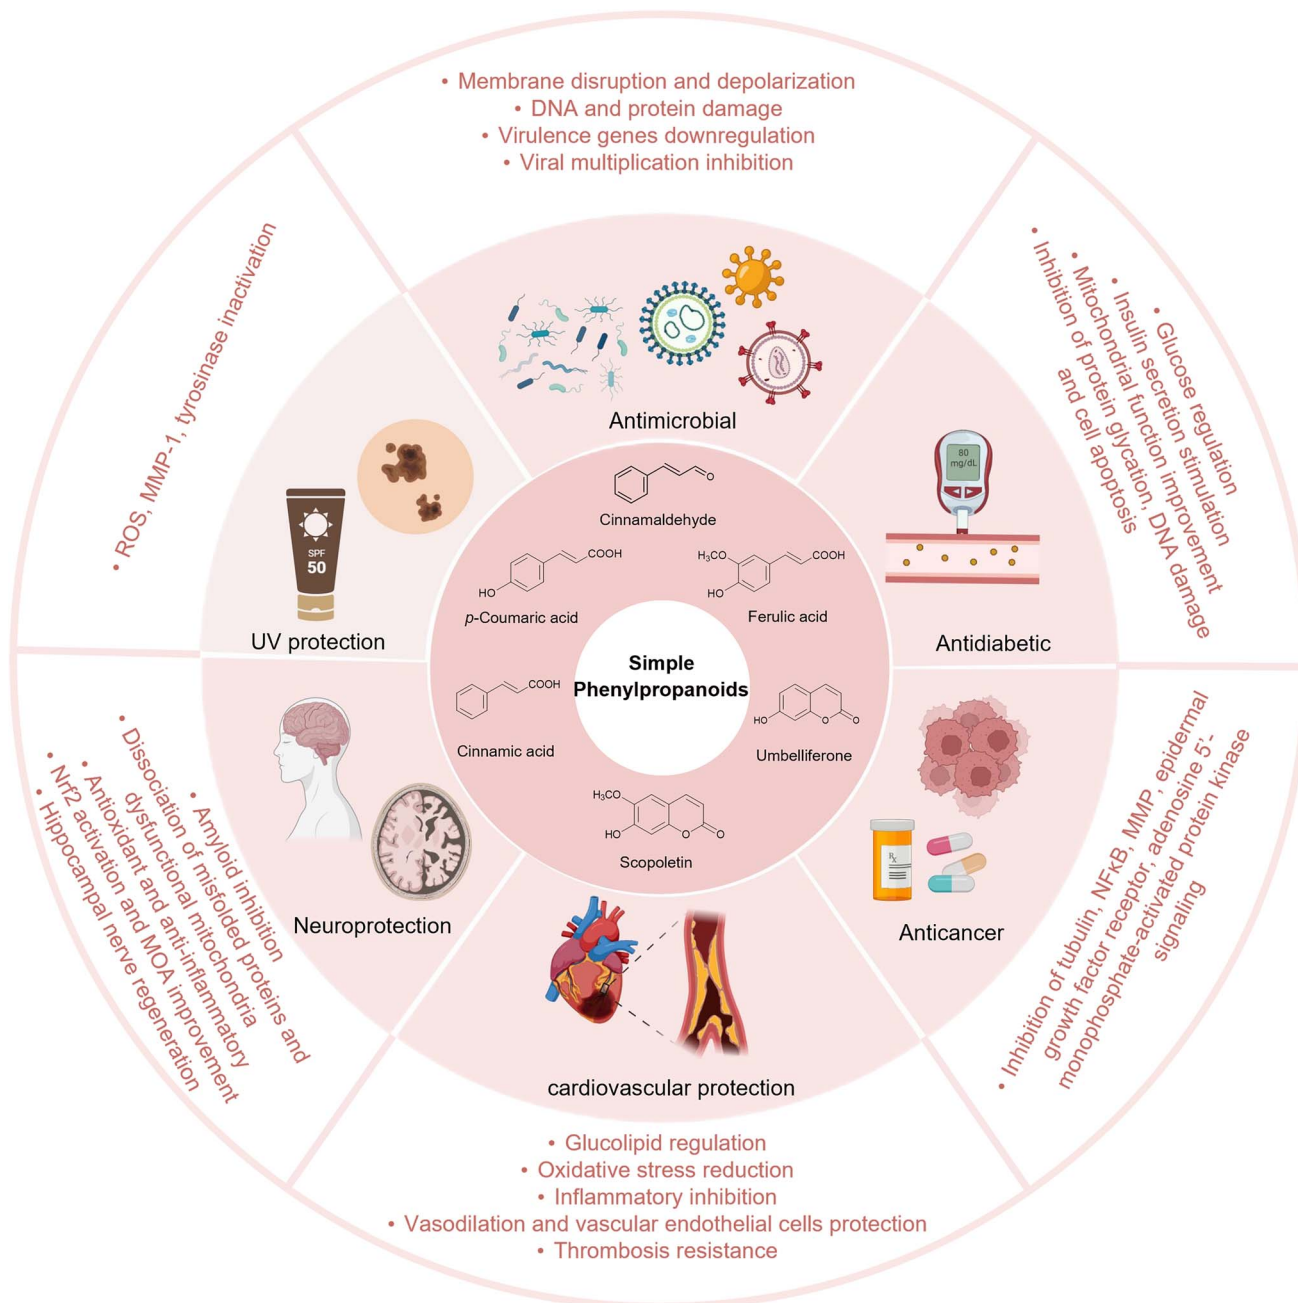 • Membrane disruption and depolarization
• DNA and protein damage
• Virulence genes downregulation
• Viral multiplication inhibition
Antimicrobial
• Glucose regulation
• Insulin secretion stimulation
• Mitochondrial function improvement
• Inhibition of protein glycation, DNA damage
and cell apoptosis
80
mg/dL
Antidiabetic
• Inhibition of tubulin, NFκB, MMP, epidermal
growth factor receptor, adenosine 5'-
monophosphate-activated protein kinase
signaling
Rx
Anticancer
cardiovascular protection
• Glucolipid regulation
• Oxidative stress reduction
• Inflammatory inhibition
• Vasodilation and vascular endothelial cells protection
• Thrombosis resistance
• Amyloid inhibition
• Dissociation of misfolded proteins and
dysfunctional mitochondria
• Antioxidant and anti-inflammatory
• Nrf2 activation and MOA improvement
• Hippocampal nerve regeneration
Neuroprotection
• ROS, MMP-1, tyrosinase inactivation
SPF
50
UV protection
O
Cinnamaldehyde
COOH
HO
p-Coumaric acid
H₃CO
COOH
HO
Ferulic acid
Simple
Phenylpropanoids
COOH
Cinnamic acid
HO
O
O
Umbelliferone
H₃CO
HO
O
O
Scopoletin